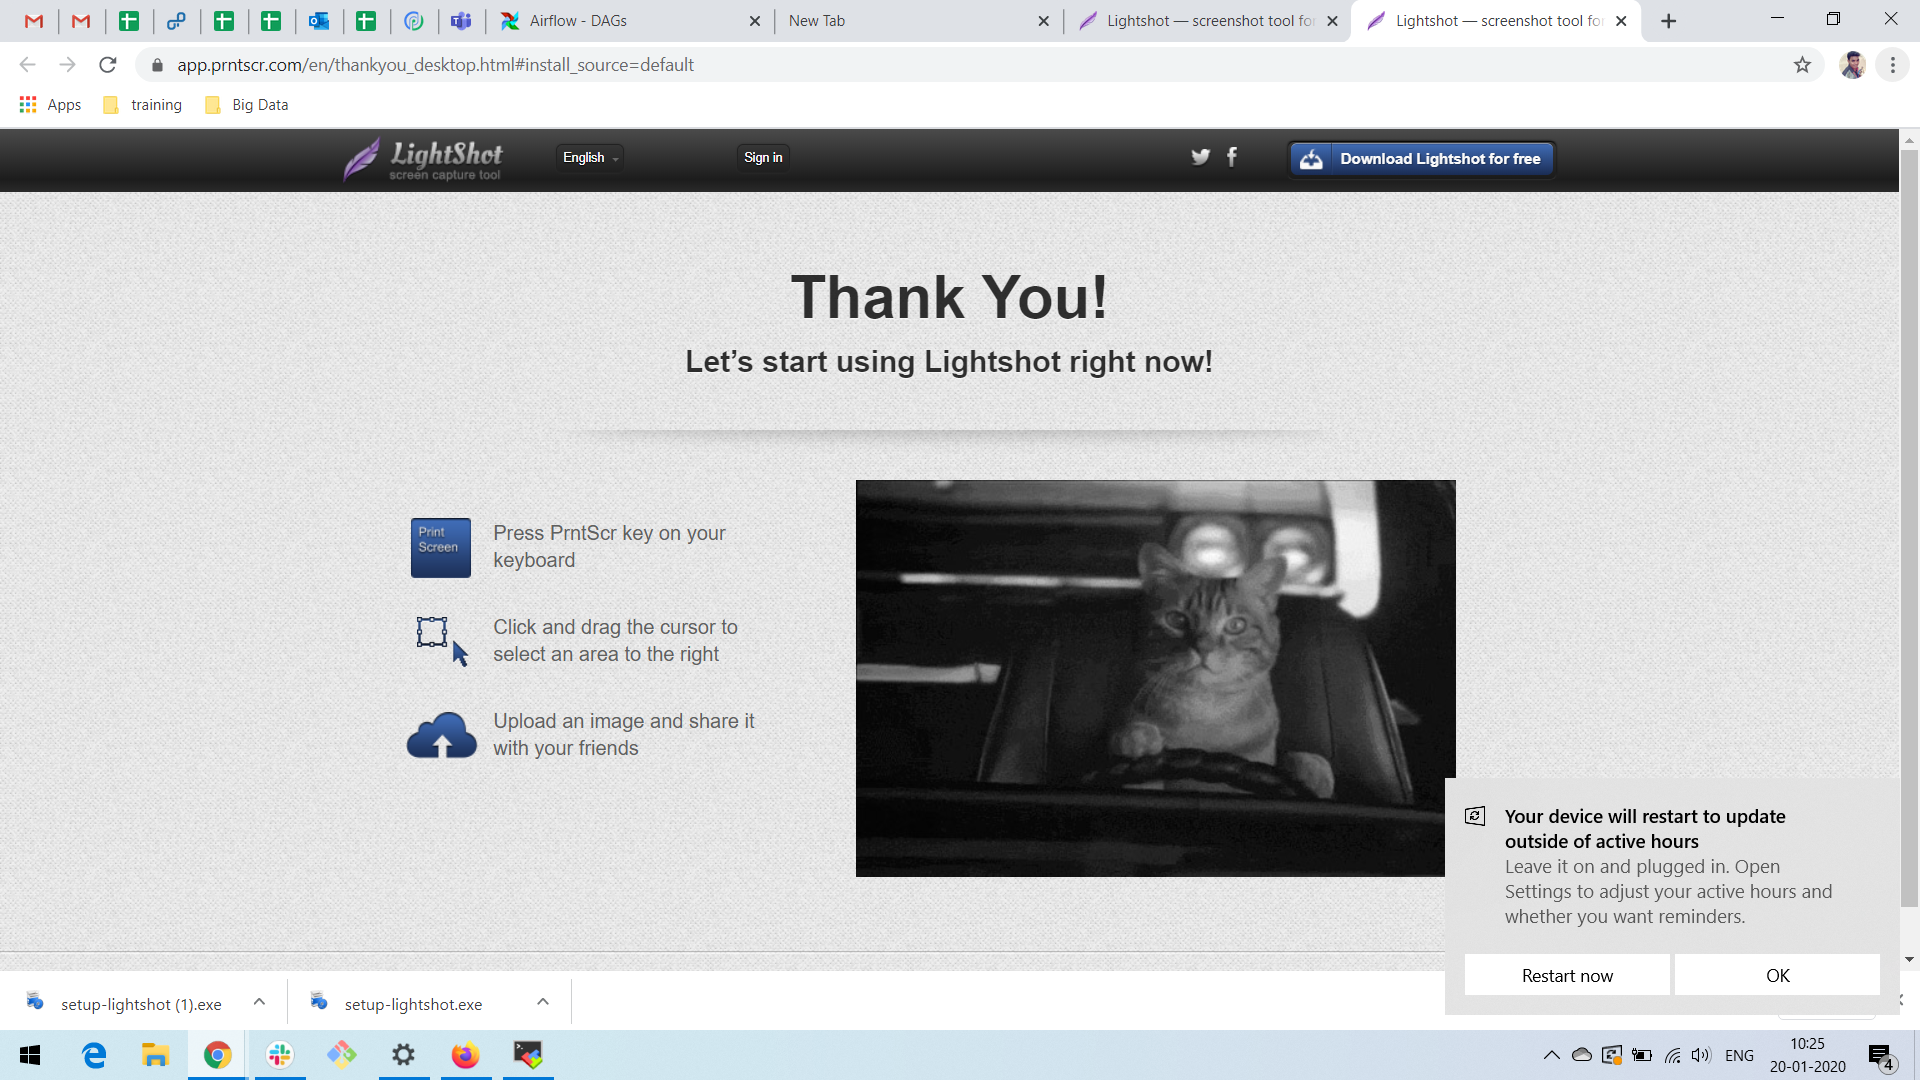 Airflow - DAGs
New Tab
Lightshot — screenshot tool fo
Lightshot — screenshot tool fo
app.prntscr.com/en/thankyou_desktop.html#install_source=default
Apps
training
Big Data
LightShot
screen capture tool
English
Sign in
Download Lightshot for free
Thank You!
Let’s start using Lightshot right now!
Print
Screen
Press PrntScr key on your
keyboard
Click and drag the cursor to
select an area to the right
Upload an image and share it
with your friends
Your device will restart to update
outside of active hours
Leave it on and plugged in. Open
Settings to adjust your active hours and
whether you want reminders.
Restart now
OK
setup-lightshot (1).exe
setup-lightshot.exe
ENG
10:25
20-01-2020
4